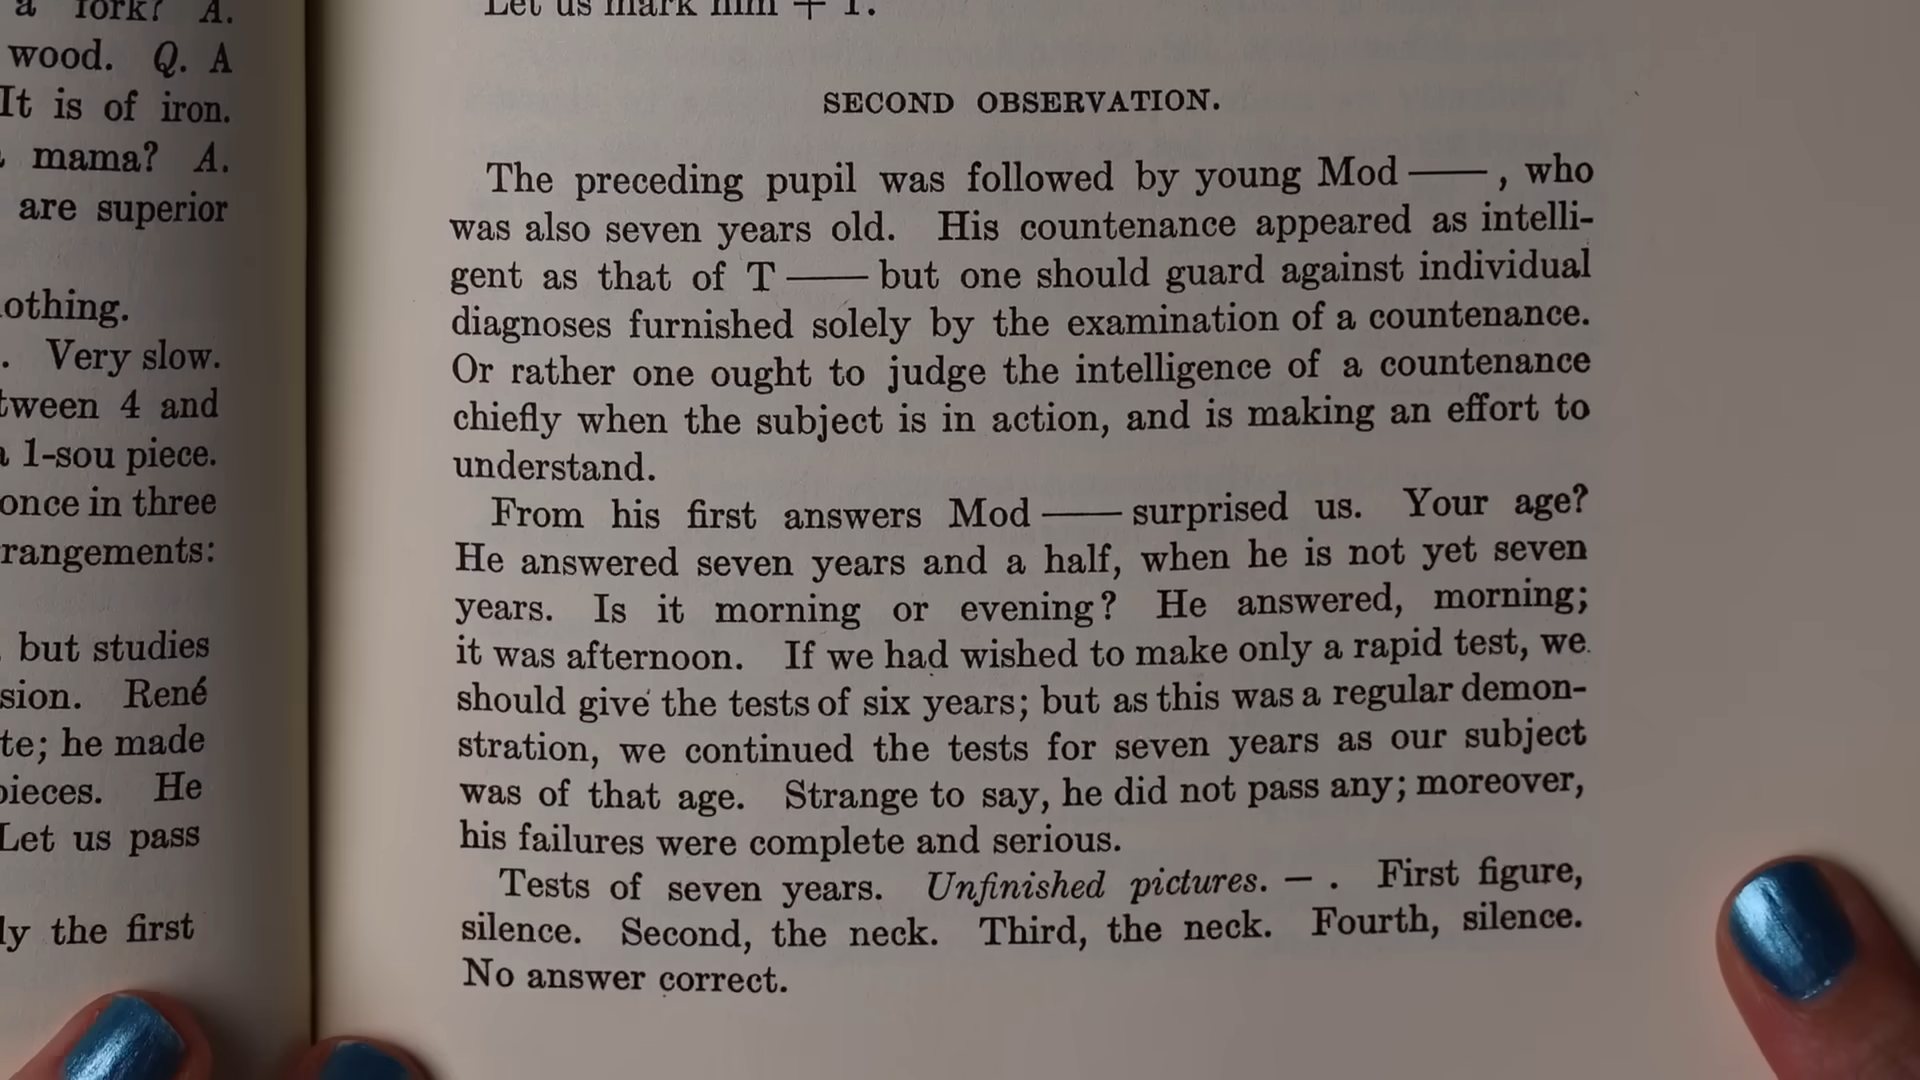 a fork? A.
wood. Q. A
It is of iron.
mama? A.
are superior
othing.
. Very slow.
tween 4 and
1-sou piece.
once in three
rangements:
but studies
sion. René
te; he made
pieces. He
Let us pass
ly the first
Let us mark him + 1.
SECOND OBSERVATION.
The preceding pupil was followed by young Mod ——, who
was also seven years old. His countenance appeared as intelli-
gent as that of T —— but one should guard against individual
diagnoses furnished solely by the examination of a countenance.
Or rather one ought to judge the intelligence of a countenance
chiefly when the subject is in action, and is making an effort to
understand.
From his first answers Mod —— surprised us. Your age?
He answered seven years and a half, when he is not yet seven
years. Is it morning or evening? He answered, morning;
it was afternoon. If we had wished to make only a rapid test, we
should give the tests of six years; but as this was a regular demon-
stration, we continued the tests for seven years as our subject
was of that age. Strange to say, he did not pass any; moreover,
his failures were complete and serious.
Tests of seven years. Unfinished pictures. — . First figure,
silence. Second, the neck. Third, the neck. Fourth, silence.
No answer correct.